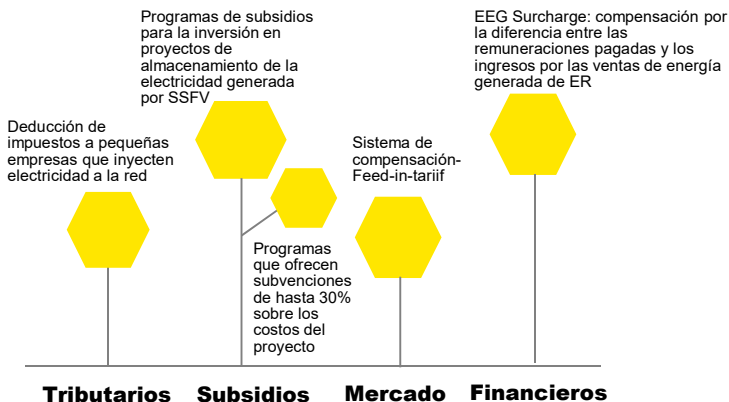 Programas de subsidios
para la inversión en
proyectos de
almacenamiento de la
electricidad generada
por SSFV
EEG Surcharge: compensación por
la diferencia entre las
remuneraciones pagadas y los
ingresos por las ventas de energía
generada de ER
Deducción de
impuestos a pequeñas
empresas que inyecten
electricidad a la red
Sistema de
compensación-
Feed-in-tariif
Programas
que ofrecen
subvenciones
de hasta 30%
sobre los
costos del
proyecto
Tributarios
Subsidios
Mercado
Financieros